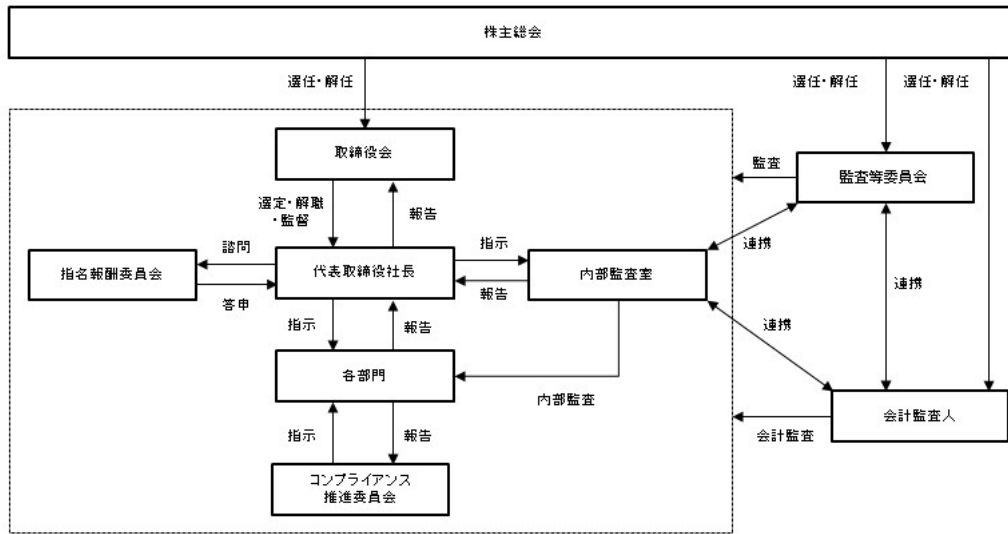 株主総会
選任・解任
選任・解任
選任・解任
取締役会
監査
監査等委員会
選定・解職
・監督
報告
諮問
指示
連携
指名報酬委員会
代表取締役社長
内部監査室
答申
報告
連携
指示
報告
連携
各部門
内部監査
会計監査人
指示
報告
会計監査
コンプライアンス
推進委員会